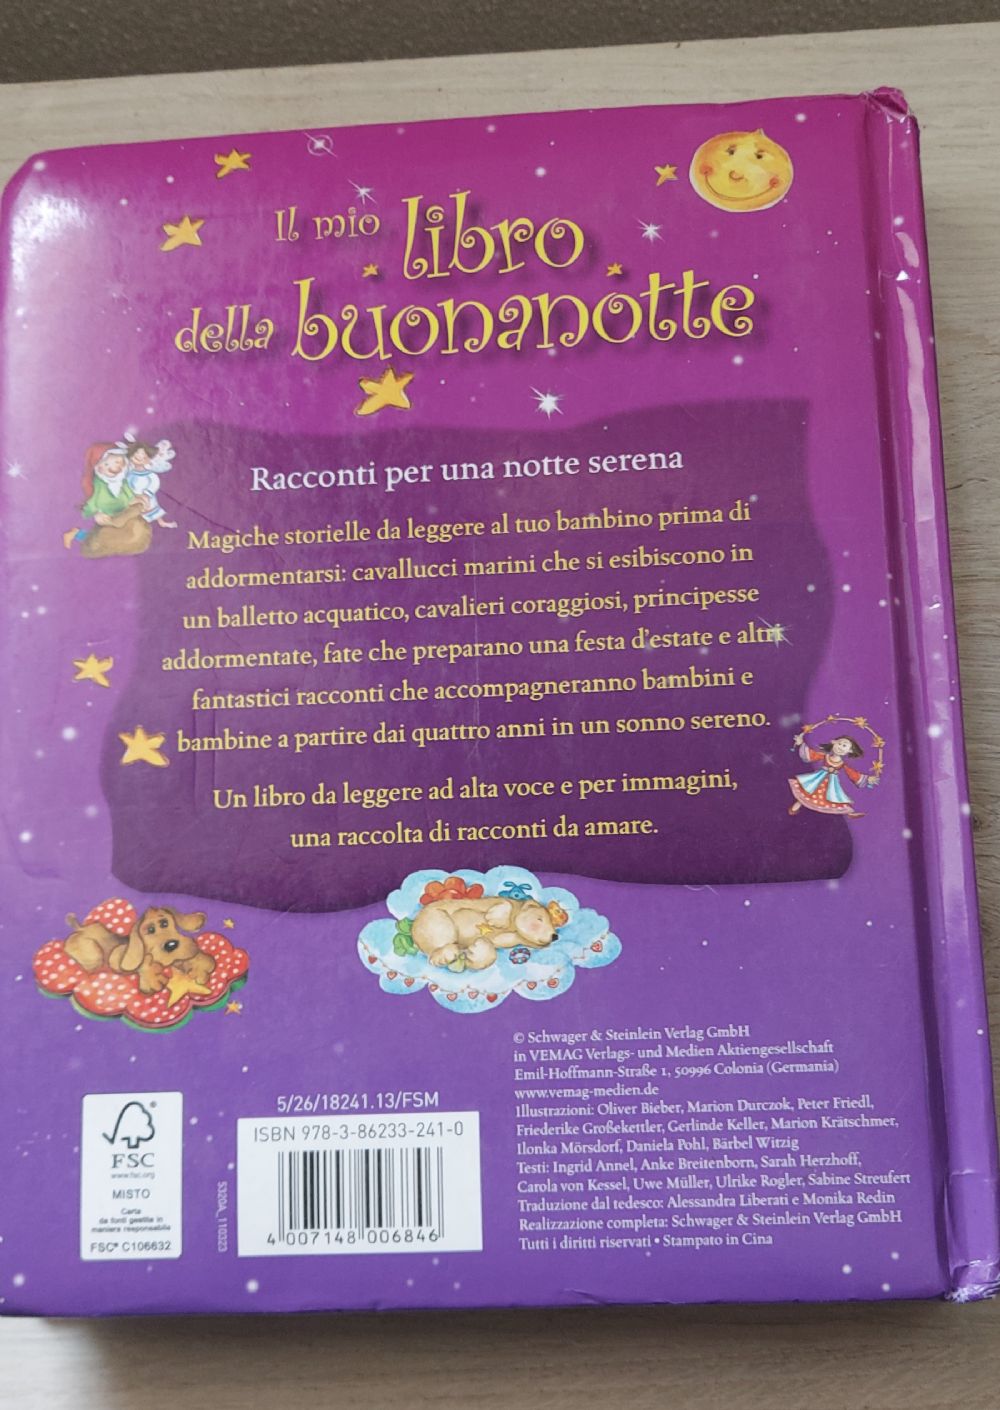 Il mio libro
della buonanotte
Racconti per una notte serena
Magiche storielle da leggere al tuo bambino prima di
addormentarsi: cavallucci marini che si esibiscono in
un balletto acquatico, cavalieri coraggiosi, principesse
addormentate, fate che preparano una festa d'estate e altri
fantastici racconti che accompagneranno bambini e
bambine a partire dai quattro anni in un sonno sereno.
Un libro da leggere ad alta voce e per immagini,
una raccolta di racconti da amare.
© Schwager & Steinlein Verlag GmbH
in VEMAG Verlags- und Medien Aktiengesellschaft
Emil-Hoffmann-Straße 1, 50996 Colonia (Germania)
www.vemag-medien.de
Illustrazioni: Oliver Bieber, Marion Durczok, Peter Friedl,
Friederike Großekettler, Gerlinde Keller, Marion Krätschmer,
Ilonka Mörsdorf, Daniela Pohl, Bärbel Witzig
Testi: Ingrid Annel, Anke Breitenborn, Sarah Herzhoff,
Carola von Kessel, Uwe Müller, Ulrike Rogler, Sabine Streufert
Traduzione dal tedesco: Alessandra Liberati e Monika Redin
Realizzazione completa: Schwager & Steinlein Verlag GmbH
Tutti i diritti riservati • Stampato in Cina
5/26/18241.13/FSM
ISBN 978-3-86233-241-0
4 007148 006846
5320A_110323
FSC
www.fsc.org
MISTO
Carta
da fonti gestite in
maniera responsabile
FSC® C106632